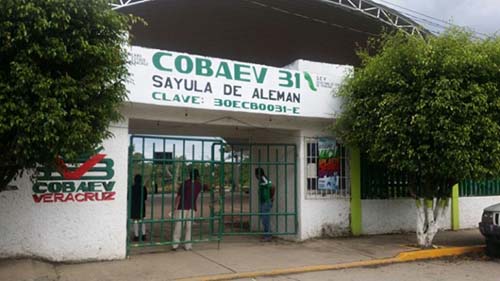 COBAEV 31
SAYULA DE ALEMAN
CLAVE: 30ECB0031-E
COBAEV
VERACRUZ